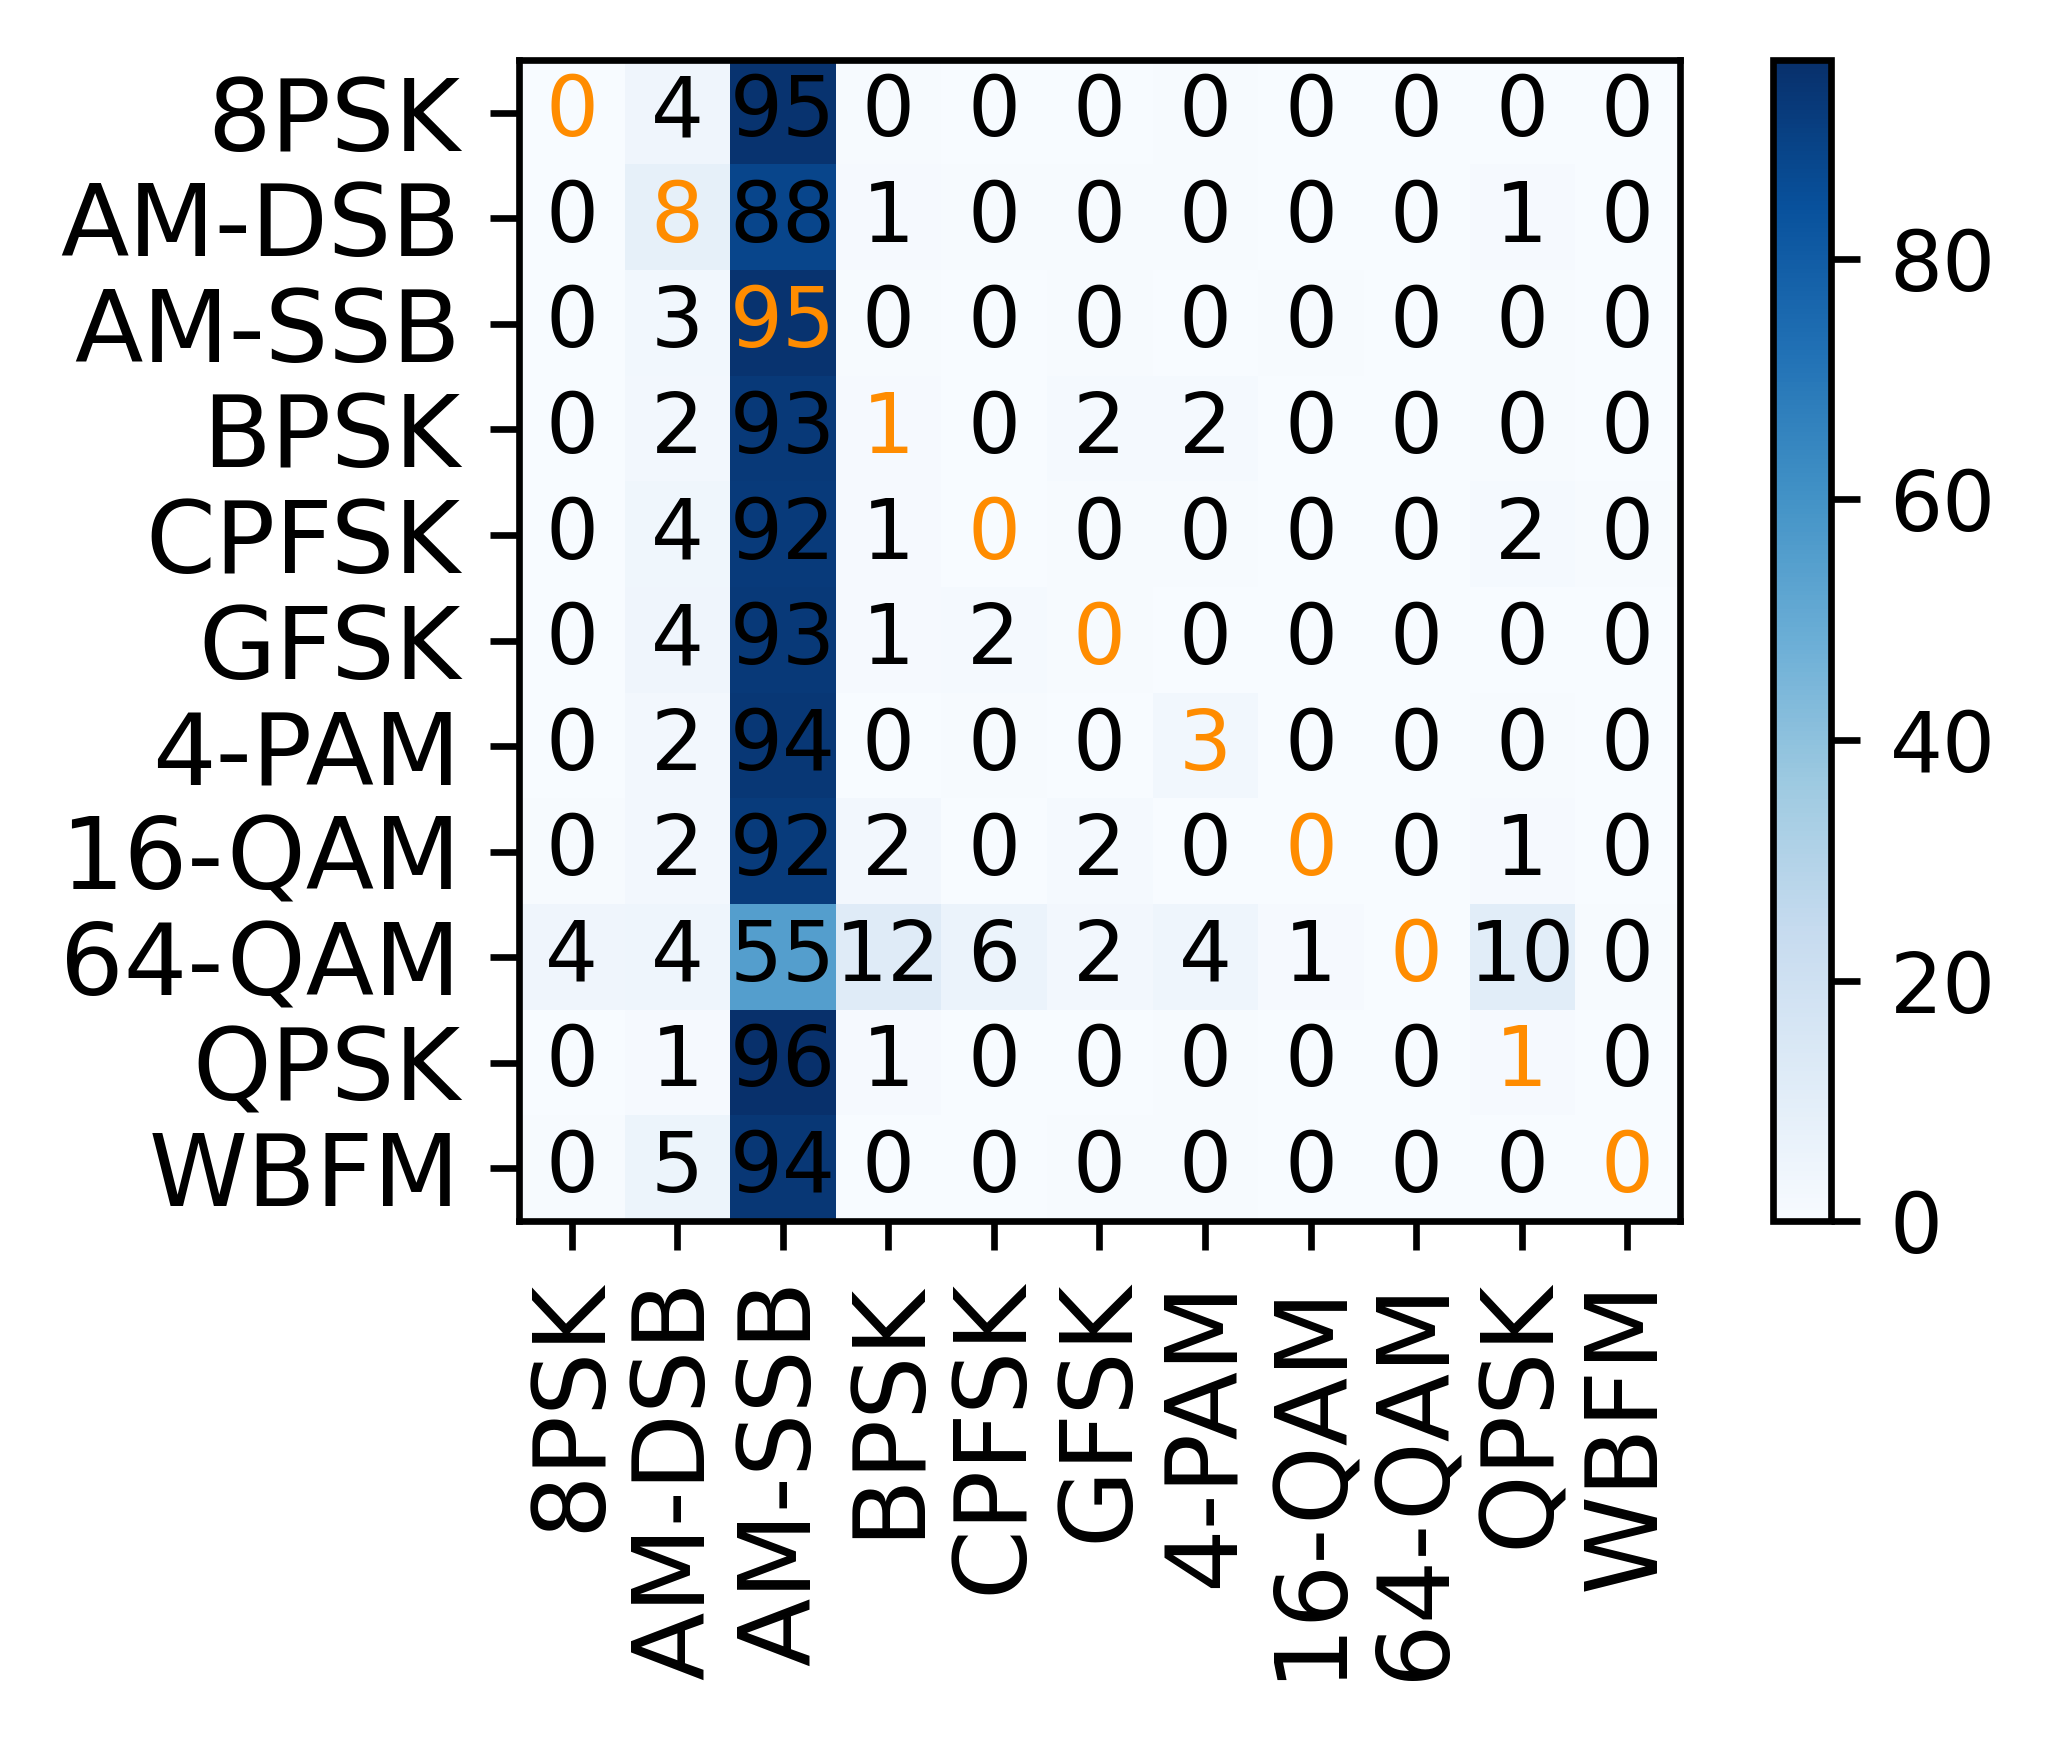 8PSK 0 4 95 0 0 0 0 0 0 0 0
AM-DSB 0 8 88 1 0 0 0 0 0 1 0
AM-SSB 0 3 95 0 0 0 0 0 0 0 0
BPSK 0 2 93 1 0 2 2 0 0 0 0
CPFSK 0 4 92 1 0 0 0 0 0 2 0
GFSK 0 4 93 1 2 0 0 0 0 0 0
4-PAM 0 2 94 0 0 0 3 0 0 0 0
16-QAM 0 2 92 2 0 2 0 0 0 1 0
64-QAM 4 4 55 12 6 2 4 1 0 10 0
QPSK 0 1 96 1 0 0 0 0 0 1 0
WBFM 0 5 94 0 0 0 0 0 0 0 0
8PSK
AM-DSB
AM-SSB
BPSK
CPFSK
GFSK
4-PAM
16-QAM
64-QAM
QPSK
WBFM
80
60
40
20
0